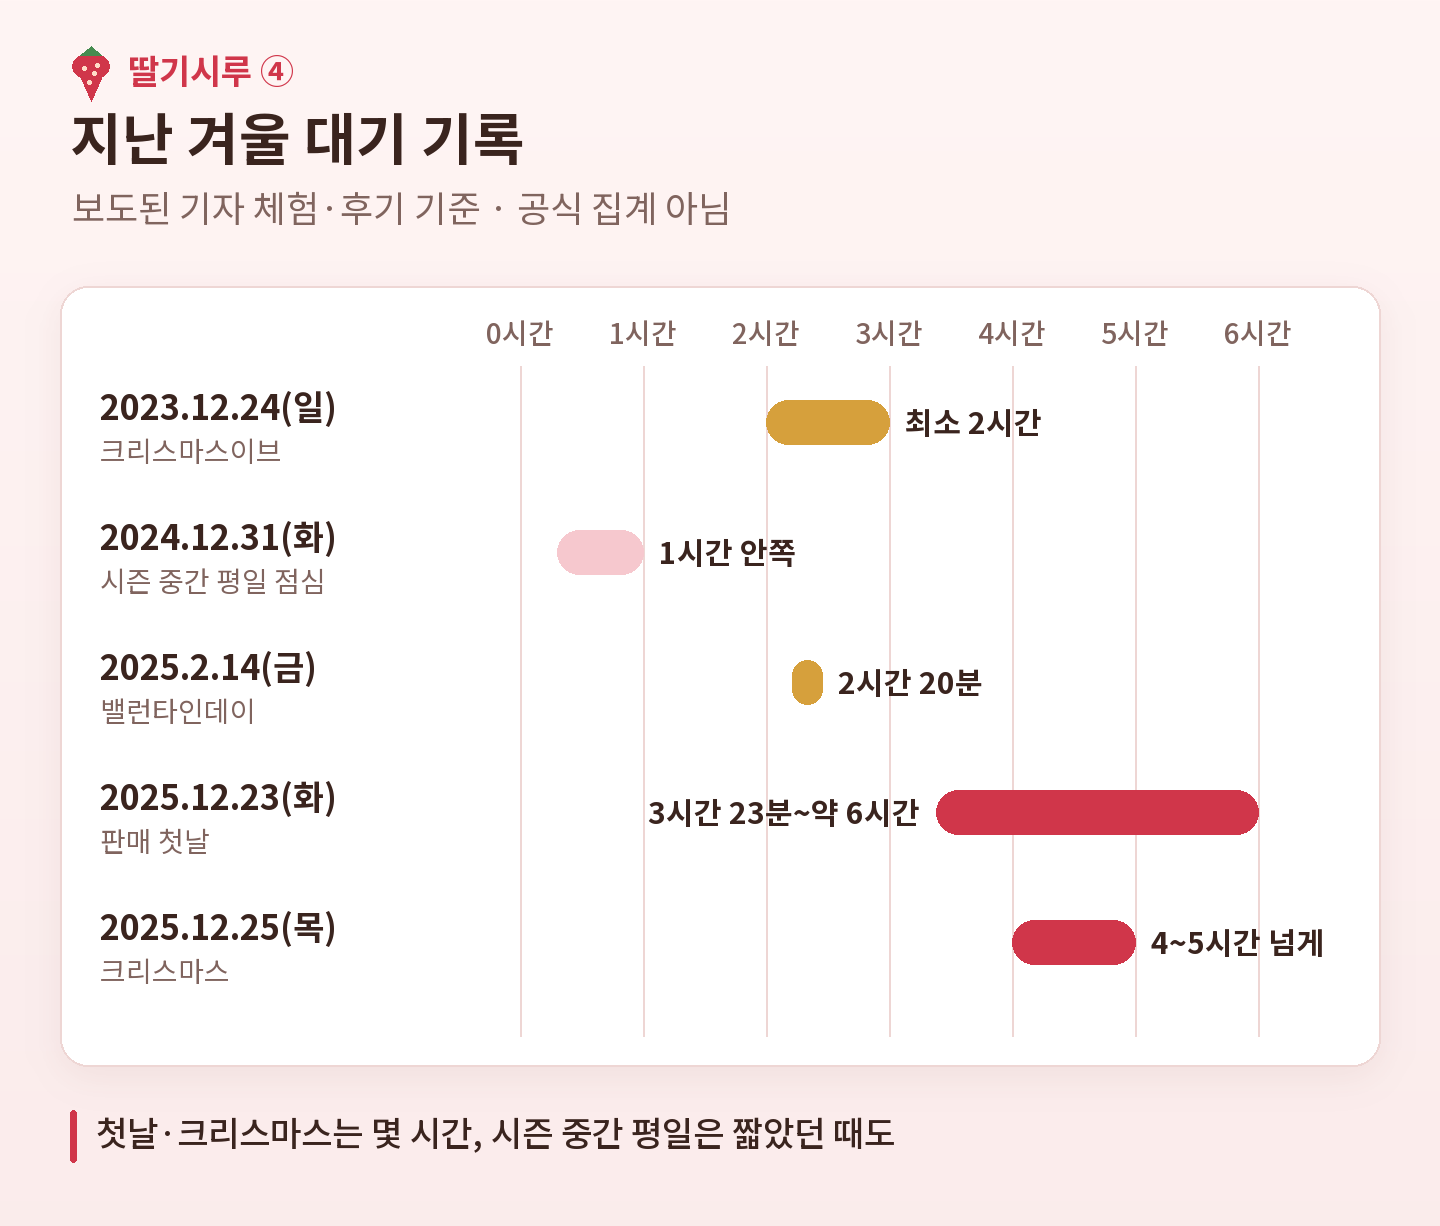 딸기시루 ④
지난 겨울 대기 기록
보도된 기자 체험·후기 기준 · 공식 집계 아님
0시간 1시간 2시간 3시간 4시간 5시간 6시간
2023.12.24(일)
크리스마스이브
최소 2시간
2024.12.31(화)
시즌 중간 평일 점심
1시간 안쪽
2025.2.14(금)
밸런타인데이
2시간 20분
2025.12.23(화)
판매 첫날
3시간 23분~약 6시간
2025.12.25(목)
크리스마스
4~5시간 넘게
첫날·크리스마스는 몇 시간, 시즌 중간 평일은 짧았던 때도